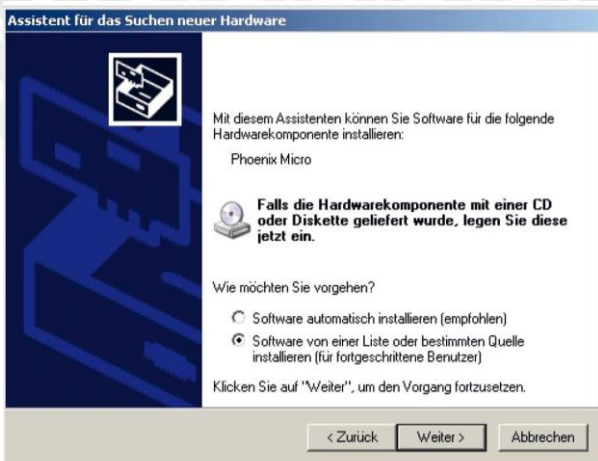 Assistent für das Suchen neuer Hardware
Mit diesem Assistenten können Sie Software für die folgende
Hardwarekomponente installieren:
Phoenix Micro
Falls die Hardwarekomponente mit einer CD
oder Diskette geliefert wurde, legen Sie diese
jetzt ein.
Wie möchten Sie vorgehen?
Software automatisch installieren (empfohlen)
Software von einer Liste oder bestimmten Quelle
installieren (für fortgeschrittene Benutzer)
Klicken Sie auf "Weiter", um den Vorgang fortzusetzen.
< Zurück
Weiter >
Abbrechen